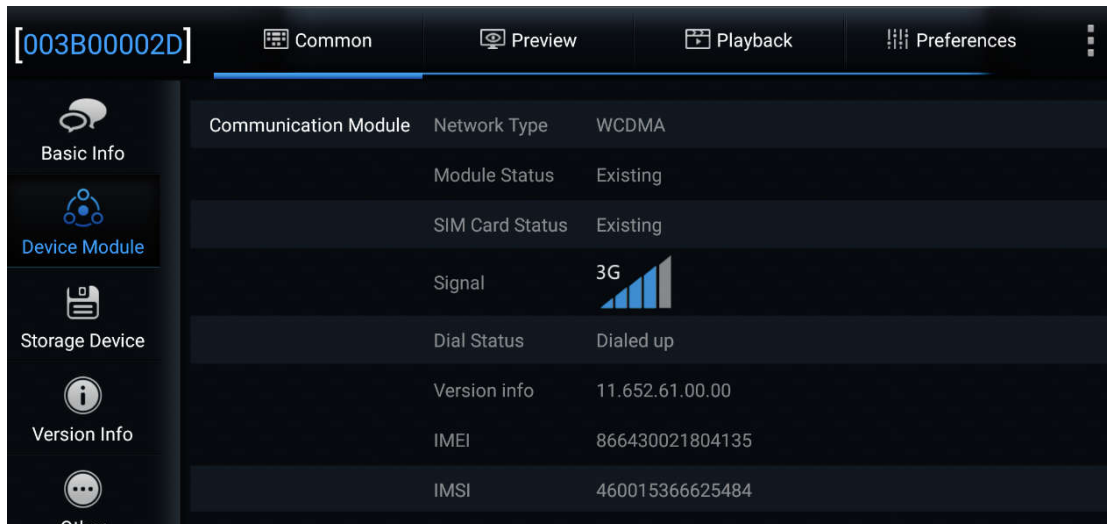 [003B00002D]
Common
Preview
Playback
Preferences
Basic Info
Device Module
Storage Device
Version Info
Communication Module Network Type WCDMA
Module Status Existing
SIM Card Status Existing
Signal 3G
Dial Status Dialed up
Version info 11.652.61.00.00
IMEI 866430021804135
IMSI 460015366625484